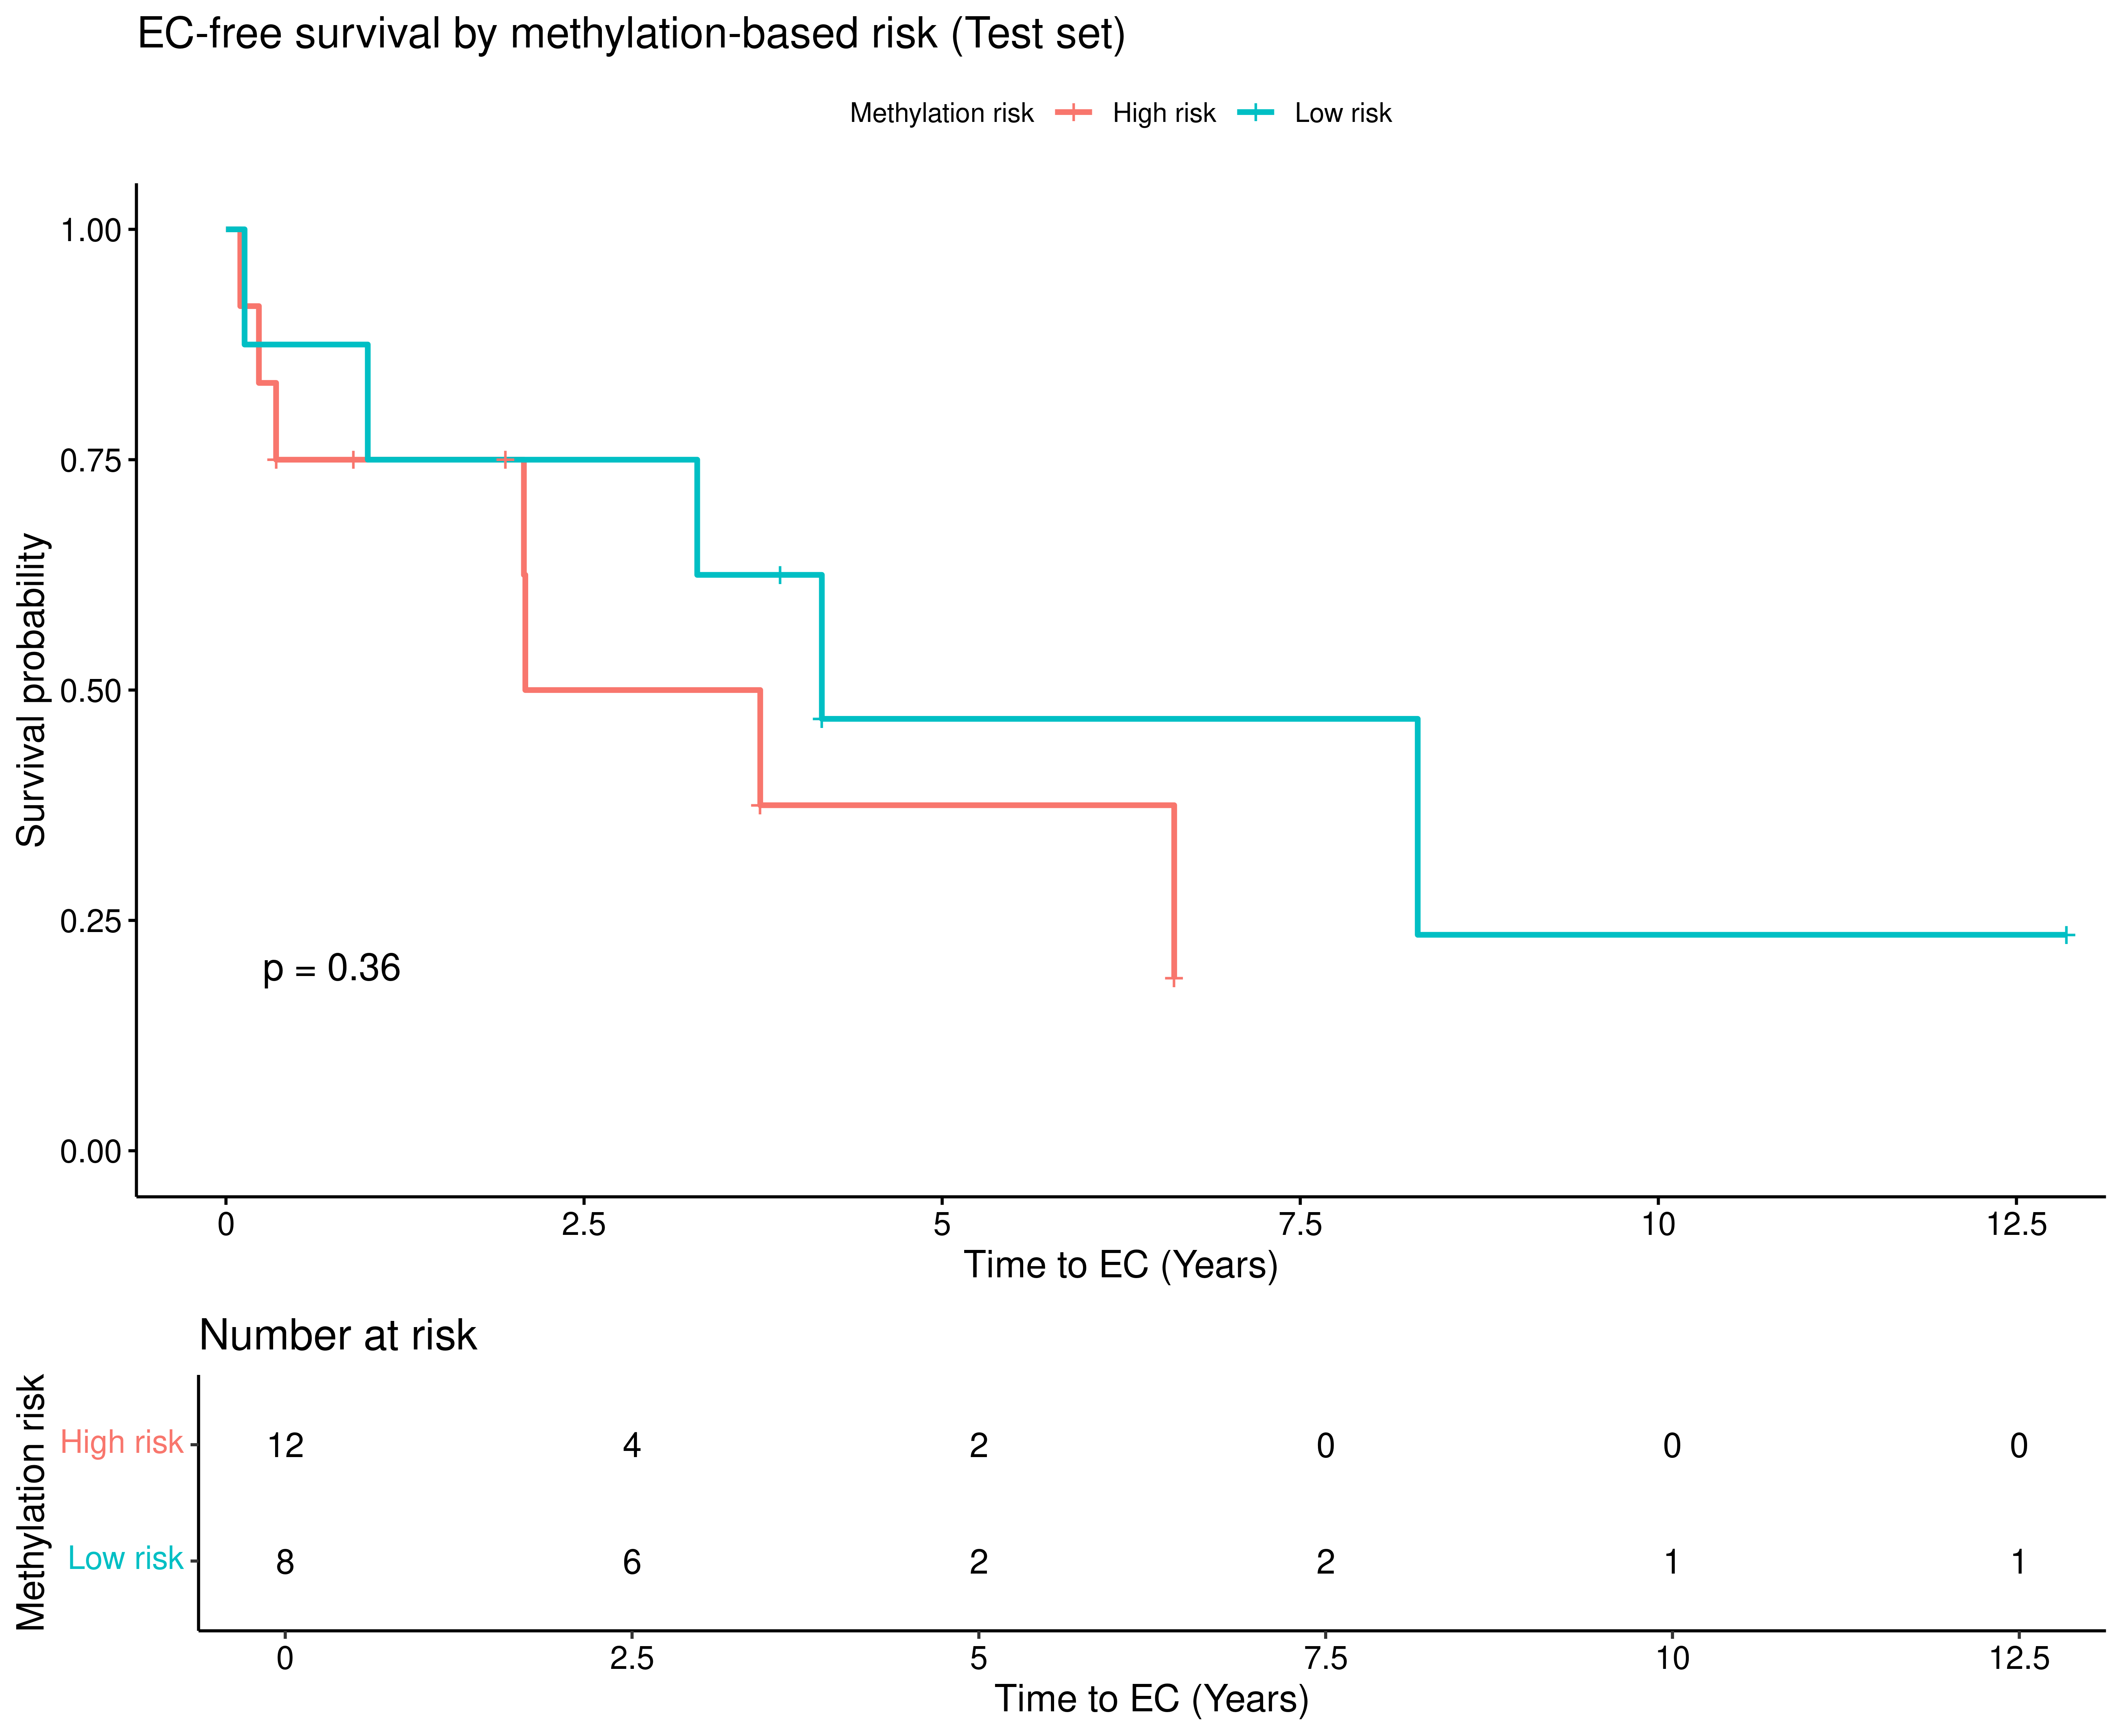 EC-free survival by methylation-based risk (Test set)
Methylation risk High risk Low risk
Survival probability
1.00
0.75
0.50
0.25
0.00
p = 0.36
0 2.5 5 7.5 10 12.5
Time to EC (Years)
Number at risk
Methylation risk
High risk 12 4 2 0 0 0
Low risk 8 6 2 2 1 1
0 2.5 5 7.5 10 12.5
Time to EC (Years)